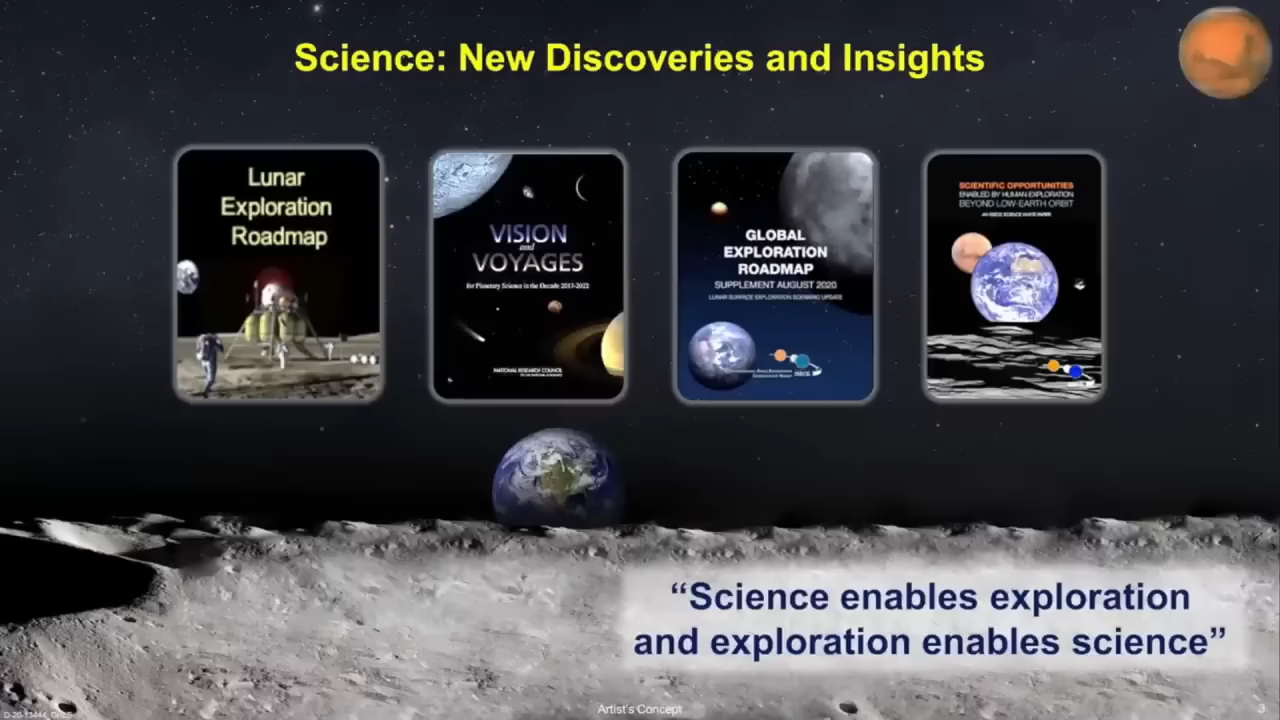 Science: New Discoveries and Insights
Lunar
Exploration
Roadmap
VISION
and
VOYAGES
for Planetary Science in the Decade 2013-2022
NATIONAL RESEARCH COUNCIL
GLOBAL
EXPLORATION
ROADMAP
SUPPLEMENT AUGUST 2020
LUNAR SURFACE EXPLORATION SCENARIO UPDATE
SCIENTIFIC OPPORTUNITIES
ENABLED BY HUMAN EXPLORATION
BEYOND LOW-EARTH ORBIT
AN ISECG SCIENCE WHITE PAPER
“Science enables exploration
and exploration enables science”
Artist's Concept
3